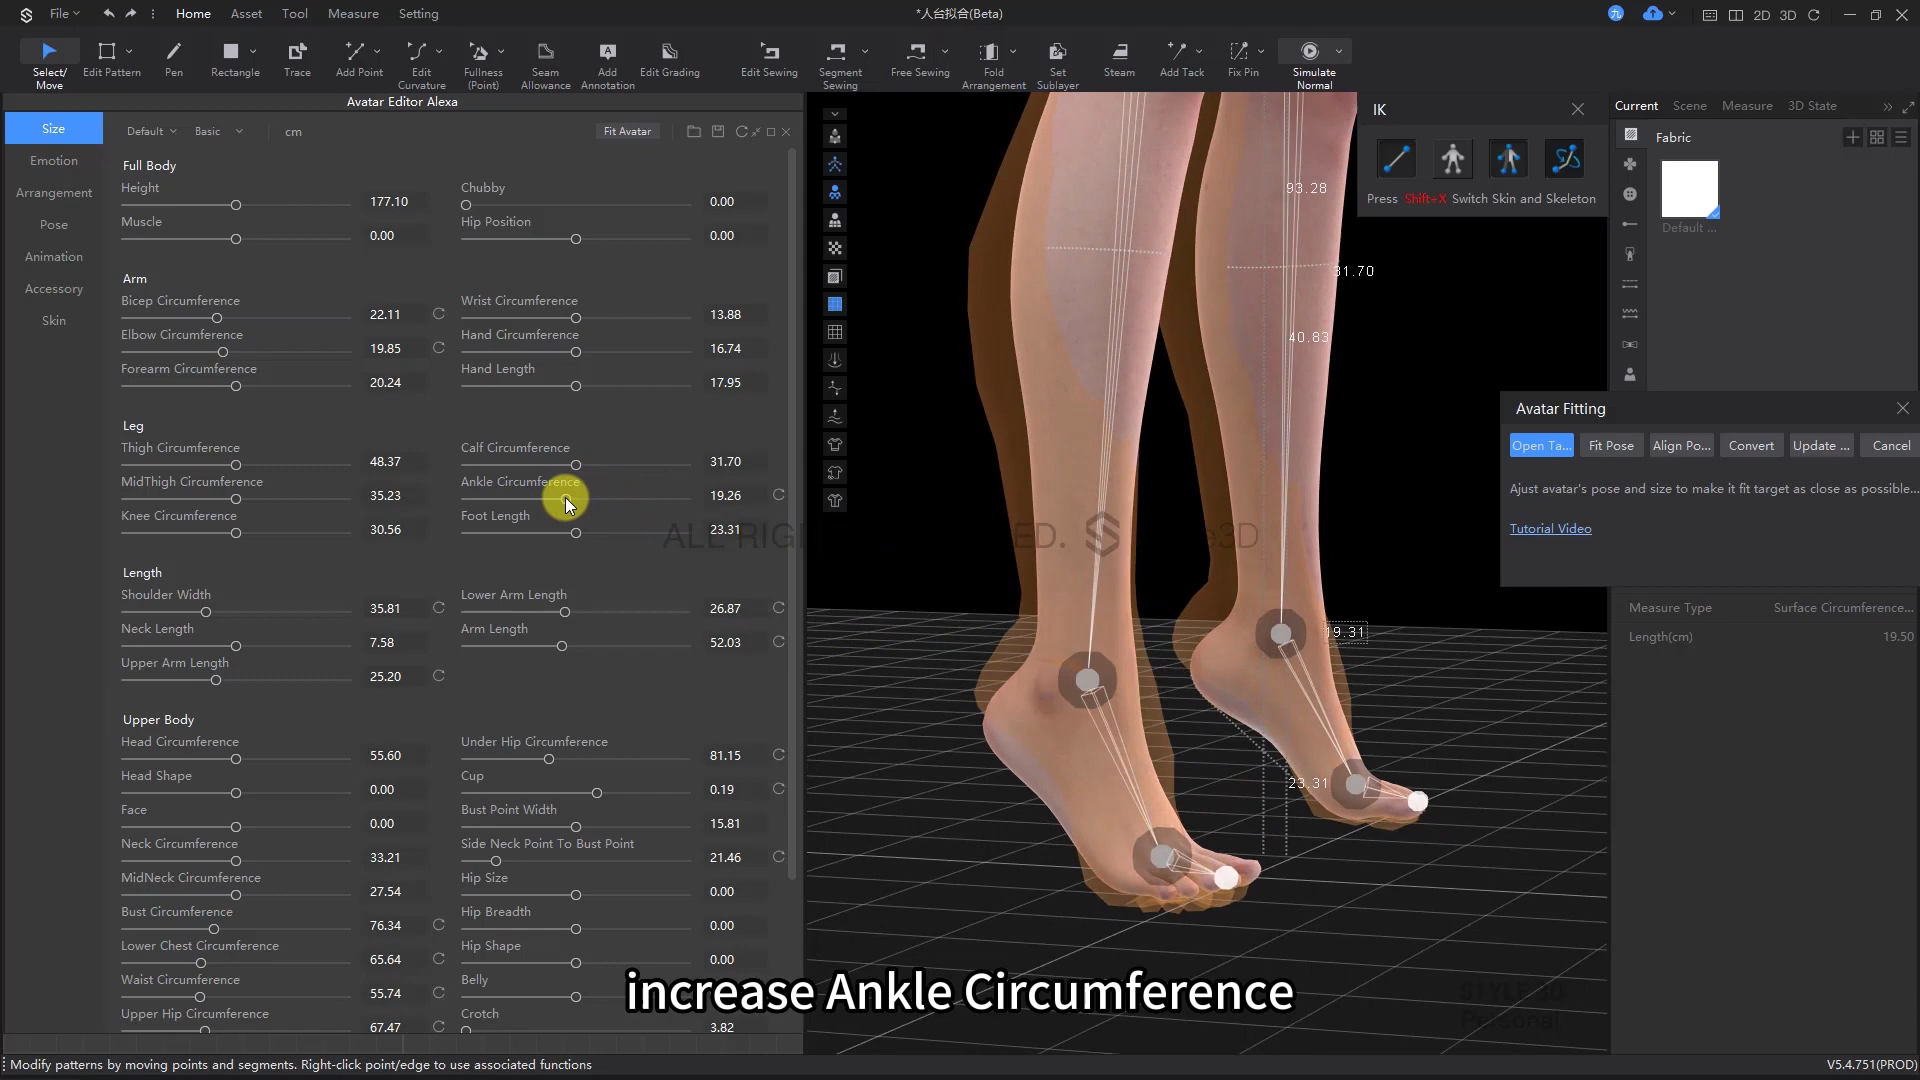 File Home Asset Tool Measure Setting *人台拟合(Beta) 九 2D 3D
Select/ Move Edit Pattern Pen Rectangle Trace Add Point Edit Curvature Fullness (Point) Seam Allowance Add Annotation Edit Grading Edit Sewing Segment Sewing Free Sewing Fold Arrangement Set Sublayer Steam Add Tack Fix Pin Simulate Normal
Avatar Editor Alexa
Size
Emotion
Arrangement
Pose
Animation
Accessory
Skin
Default Basic cm Fit Avatar
Full Body
Height 177.10 Chubby 0.00
Muscle 0.00 Hip Position 0.00
Arm
Bicep Circumference 22.11 Wrist Circumference 13.88
Elbow Circumference 19.85 Hand Circumference 16.74
Forearm Circumference 20.24 Hand Length 17.95
Leg
Thigh Circumference 48.37 Calf Circumference 31.70
MidThigh Circumference 35.23 Ankle Circumference 19.26
Knee Circumference 30.56 Foot Length 23.31
Length
Shoulder Width 35.81 Lower Arm Length 26.87
Neck Length 7.58 Arm Length 52.03
Upper Arm Length 25.20
Upper Body
Head Circumference 55.60 Under Hip Circumference 81.15
Head Shape 0.00 Cup 0.19
Face 0.00 Bust Point Width 15.81
Neck Circumference 33.21 Side Neck Point To Bust Point 21.46
MidNeck Circumference 27.54 Hip Size 0.00
Bust Circumference 76.34 Hip Breadth 0.00
Lower Chest Circumference 65.64 Hip Shape 0.00
Waist Circumference 55.74 Belly
Upper Hip Circumference 67.47 Crotch 3.82
93.28
31.70
40.83
19.31
23.31
IK
Press Shift+X Switch Skin and Skeleton
Current Scene Measure 3D State
Fabric
Default ...
Avatar Fitting
Open Ta... Fit Pose Align Po... Convert Update ... Cancel
Ajust avatar's pose and size to make it fit target as close as possible...
Tutorial Video
Measure Type Surface Circumference...
Length(cm) 19.50
increase Ankle Circumference
Modify patterns by moving points and segments. Right-click point/edge to use associated functions V5.4.751(PROD)